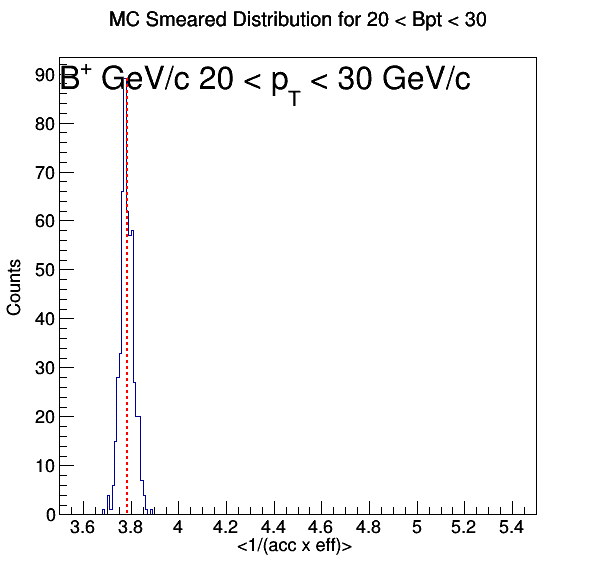 MC Smeared Distribution for 20 < Bpt < 30
B+ GeV/c 20 < pT < 30 GeV/c
90
80
70
60
50
40
30
20
10
0
Counts
3.6 3.8 4 4.2 4.4 4.6 4.8 5 5.2 5.4
<1/(acc x eff)>